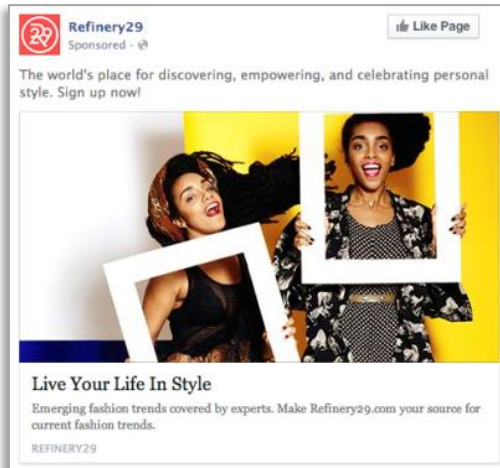 R29
Refinery29
Sponsored ·
Like Page
The world's place for discovering, empowering, and celebrating personal
style. Sign up now!
Live Your Life In Style
Emerging fashion trends covered by experts. Make Refinery29.com your source for
current fashion trends.
REFINERY29